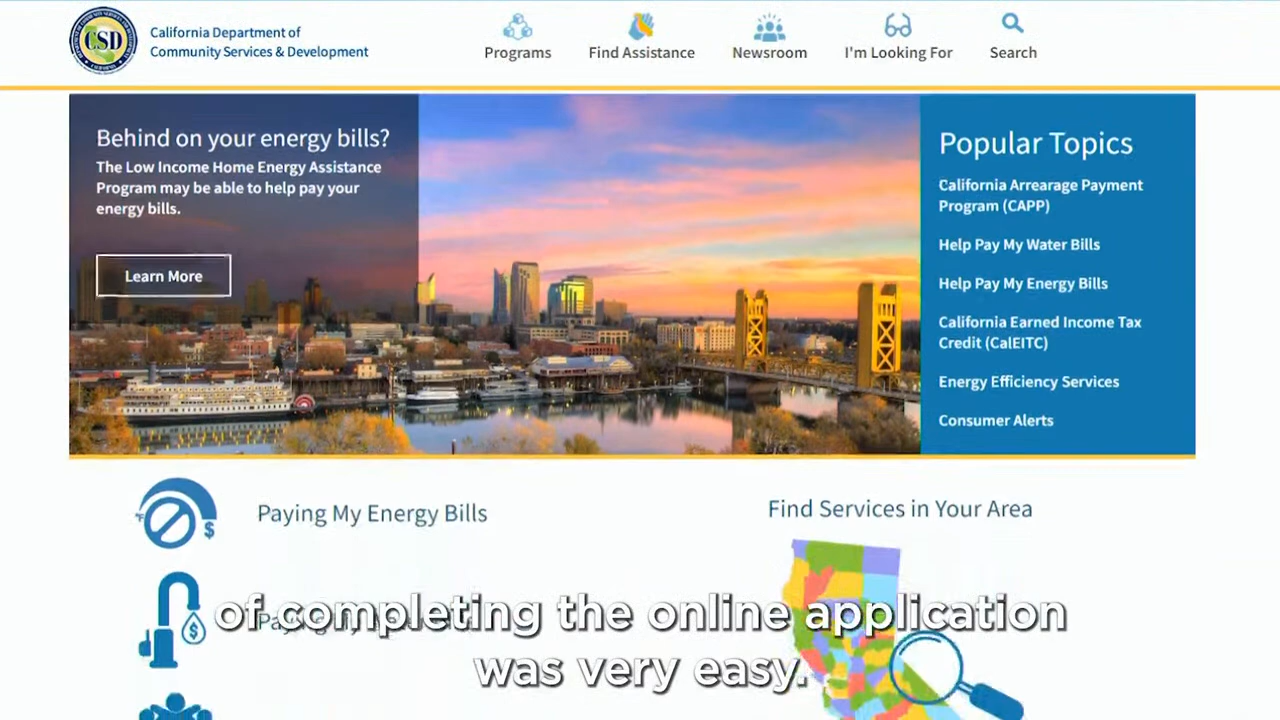 CSD
California Department of
Community Services & Development
Programs
Find Assistance
Newsroom
I'm Looking For
Search
Behind on your energy bills?
The Low Income Home Energy Assistance
Program may be able to help pay your
energy bills.
Learn More
Popular Topics
California Arrearage Payment
Program (CAPP)
Help Pay My Water Bills
Help Pay My Energy Bills
California Earned Income Tax
Credit (CalEITC)
Energy Efficiency Services
Consumer Alerts
°F
$
Paying My Energy Bills
Find Services in Your Area
$
of completing the online application
was very easy.